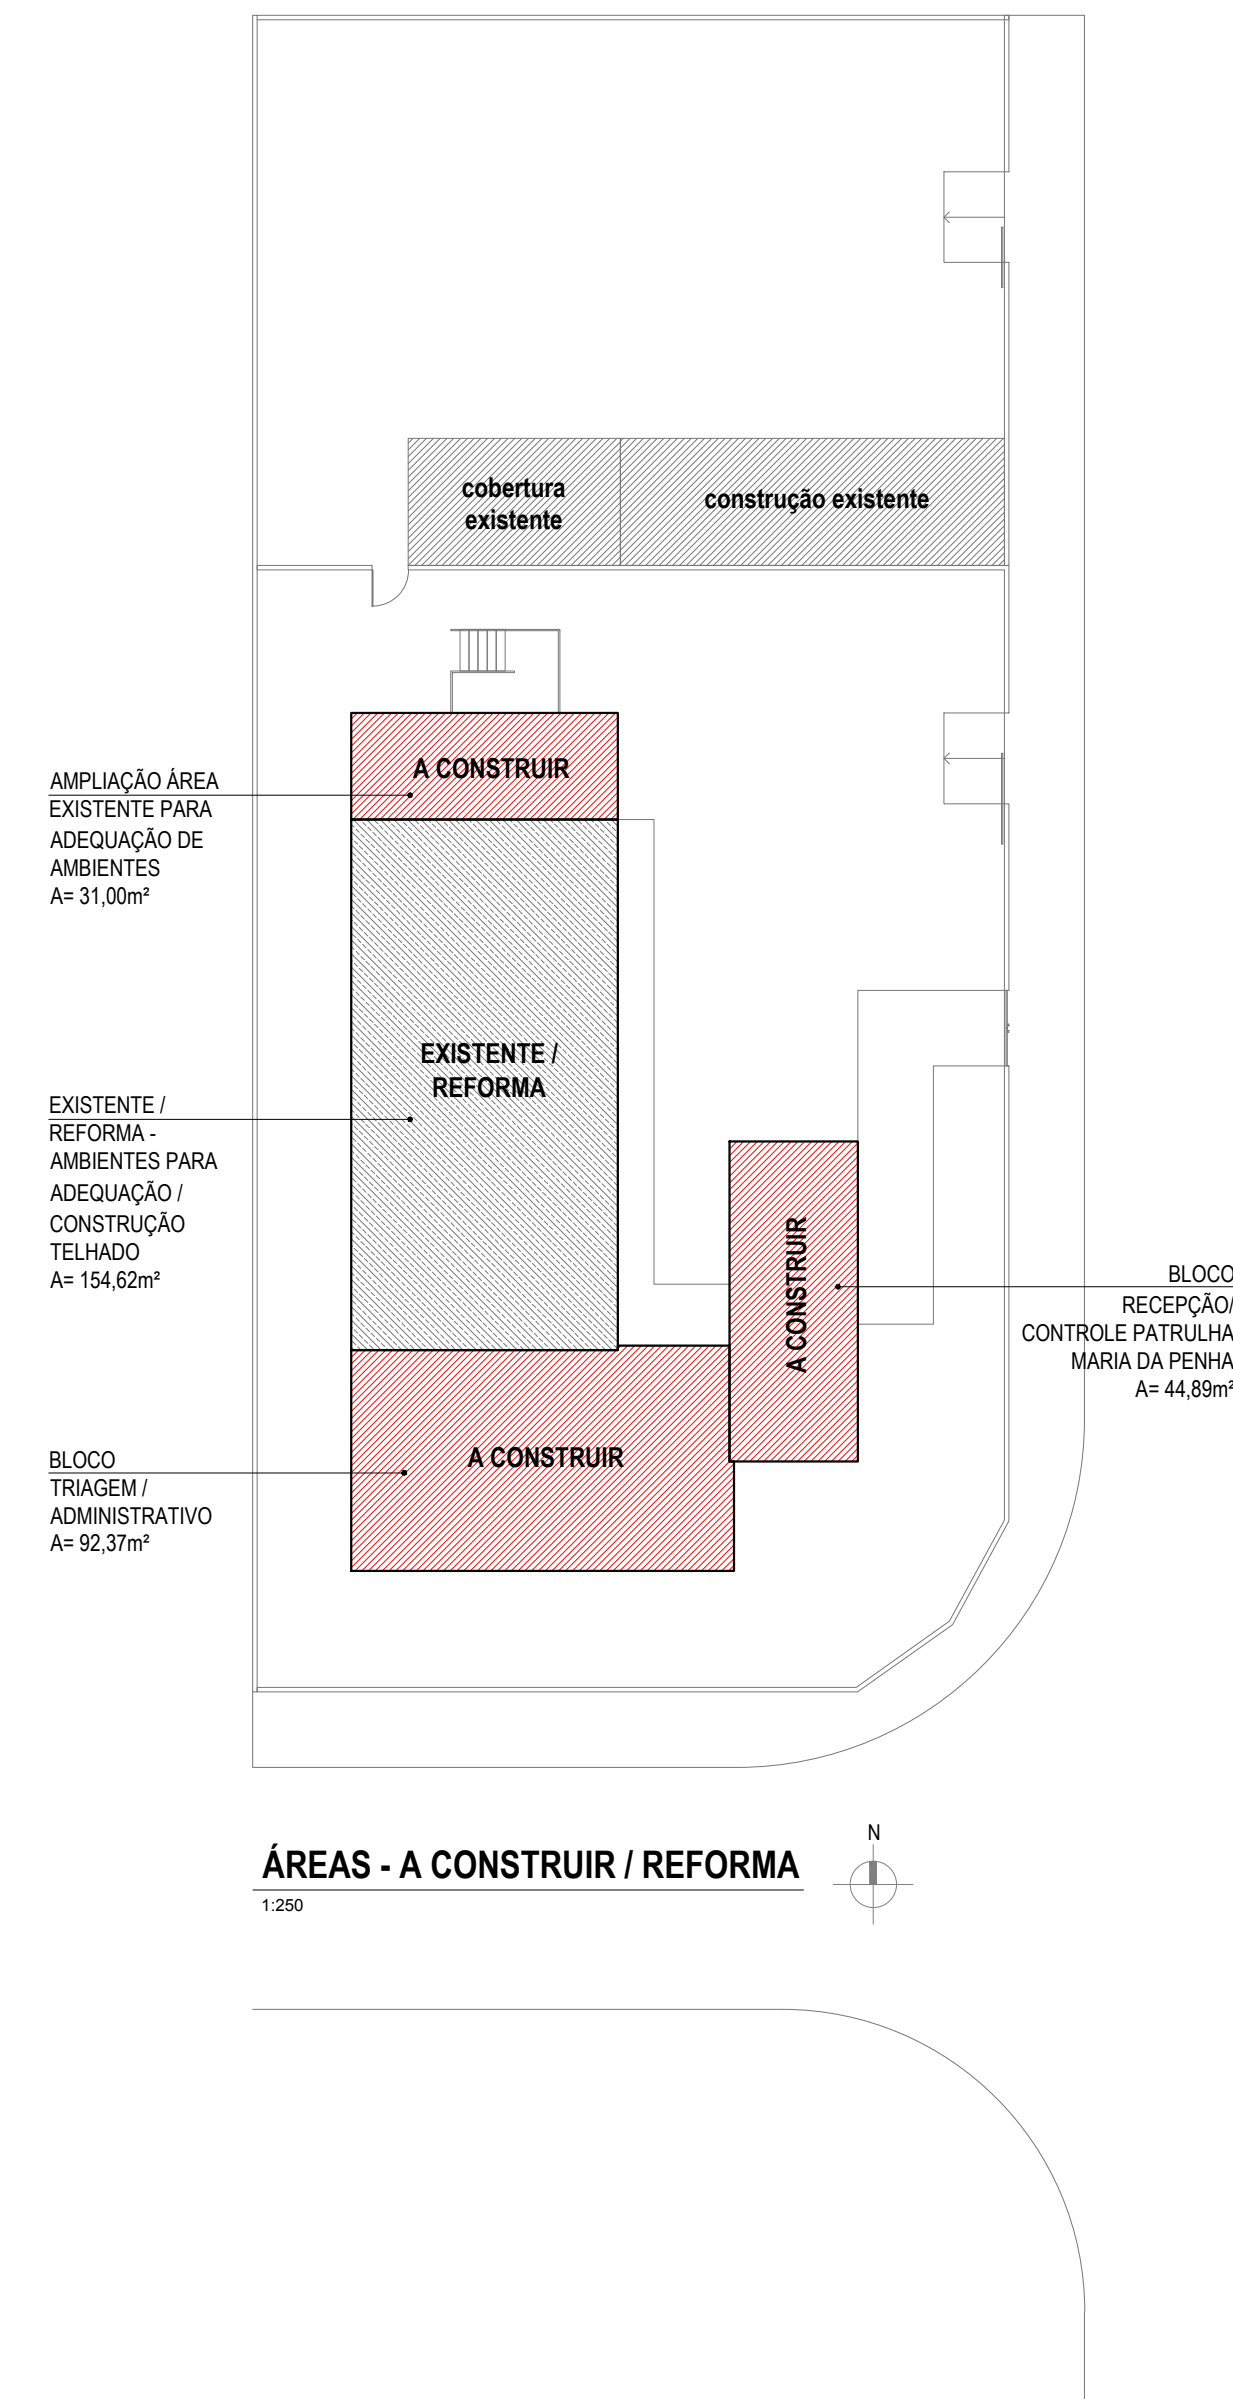 cobertura
existente
construção existente
A CONSTRUIR
AMPLIAÇÃO ÁREA
EXISTENTE PARA
ADEQUAÇÃO DE
AMBIENTES
A= 31,00m²
EXISTENTE /
REFORMA
EXISTENTE /
REFORMA -
AMBIENTES PARA
ADEQUAÇÃO /
CONSTRUÇÃO
TELHADO
A= 154,62m²
A CONSTRUIR
BLOCO
RECEPÇÃO/
CONTROLE PATRULHA
MARIA DA PENHA
A= 44,89m²
A CONSTRUIR
BLOCO
TRIAGEM /
ADMINISTRATIVO
A= 92,37m²
N
ÁREAS - A CONSTRUIR / REFORMA
1:250